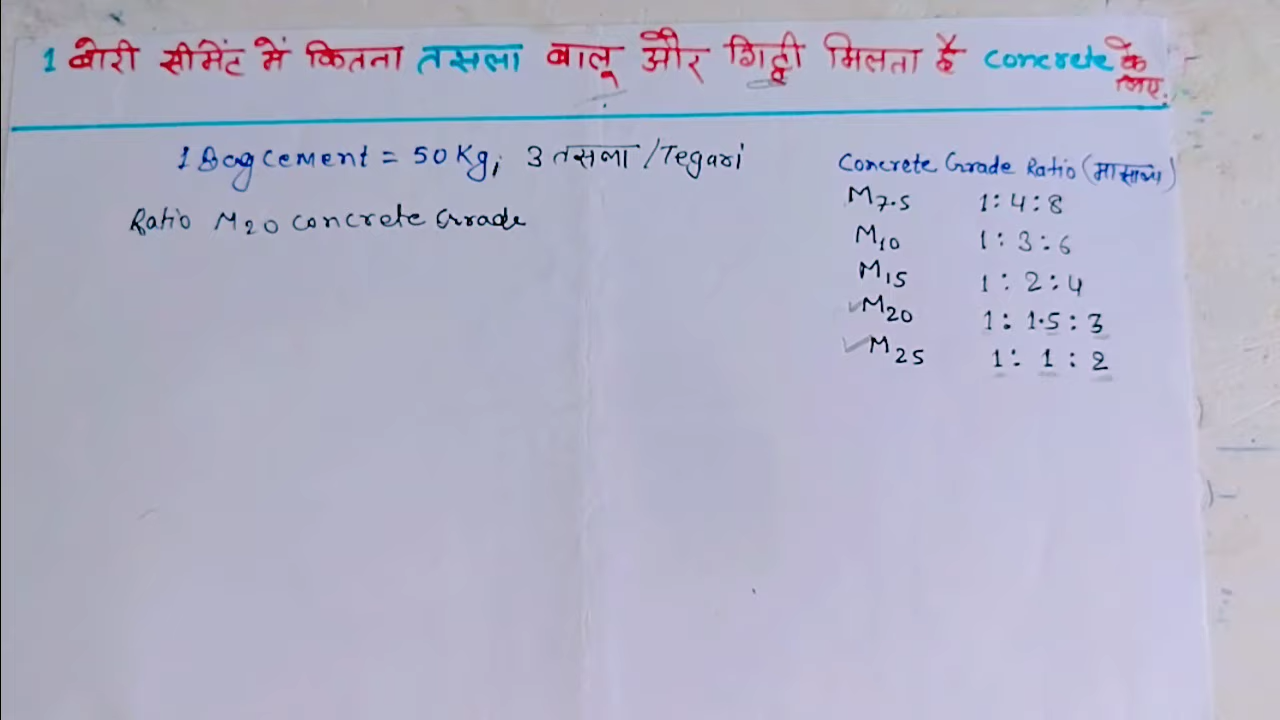 1 बोरी सीमेंट में कितना तसला बालू और गिट्टी मिलता है concrete के लिए.
1 Bag cement = 50 Kg, 3 तसला / Tegari
Ratio M20 concrete Grade
Concrete Grade Ratio (मासाला)
M7.5 1:4:8
M10 1:3:6
M15 1:2:4
M20 1:1.5:3
M25 1:1:2